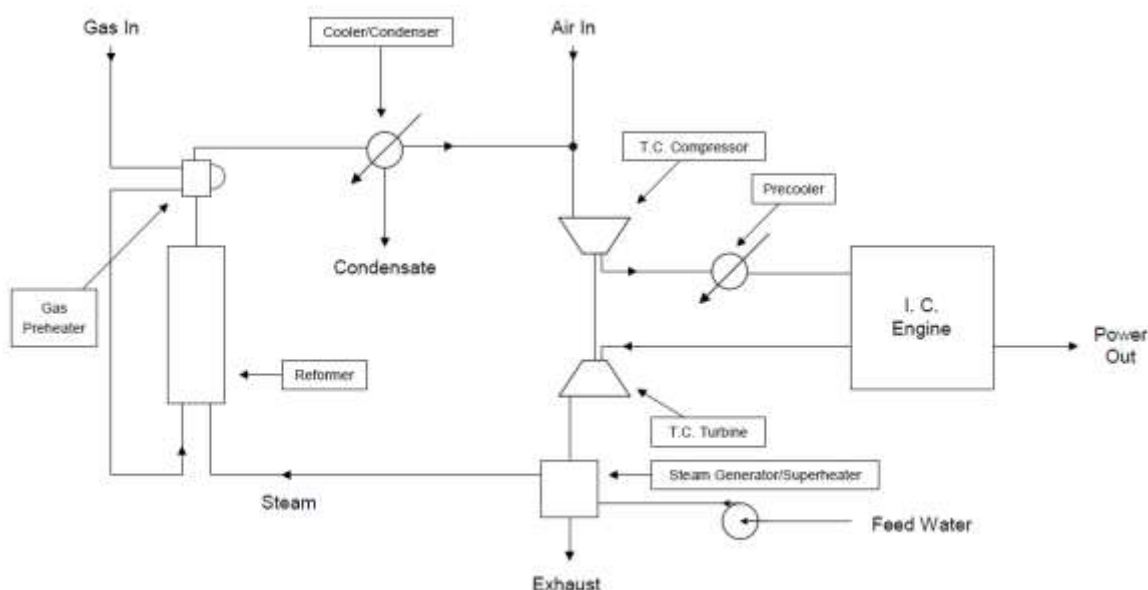 Gas In
Cooler/Condenser
Air In
T.C. Compressor
Precooler
Condensate
Gas
Preheater
I. C.
Engine
Power
Out
Reformer
T.C. Turbine
Steam Generator/Superheater
Steam
Feed Water
Exhaust